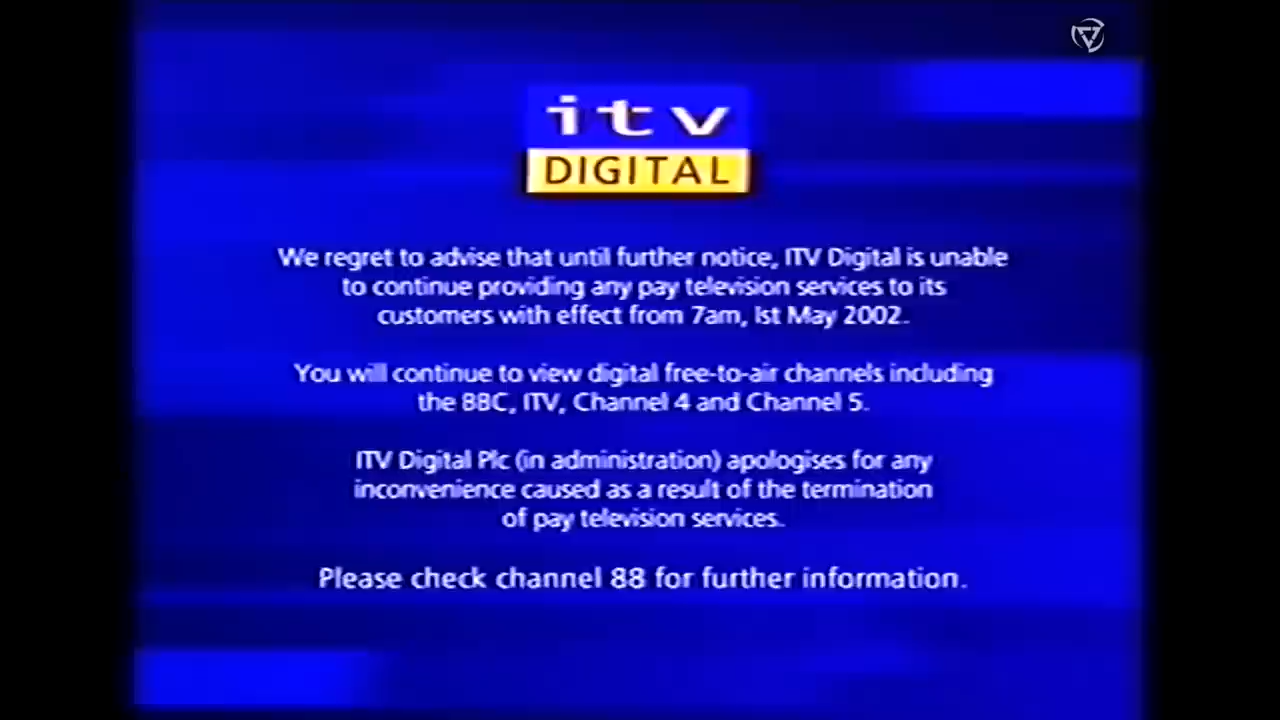 itv
DIGITAL
We regret to advise that until further notice, ITV Digital is unable
to continue providing any pay television services to its
customers with effect from 7am, 1st May 2002.
You will continue to view digital free-to-air channels including
the BBC, ITV, Channel 4 and Channel 5.
ITV Digital Plc (in administration) apologises for any
inconvenience caused as a result of the termination
of pay television services.
Please check channel 88 for further information.